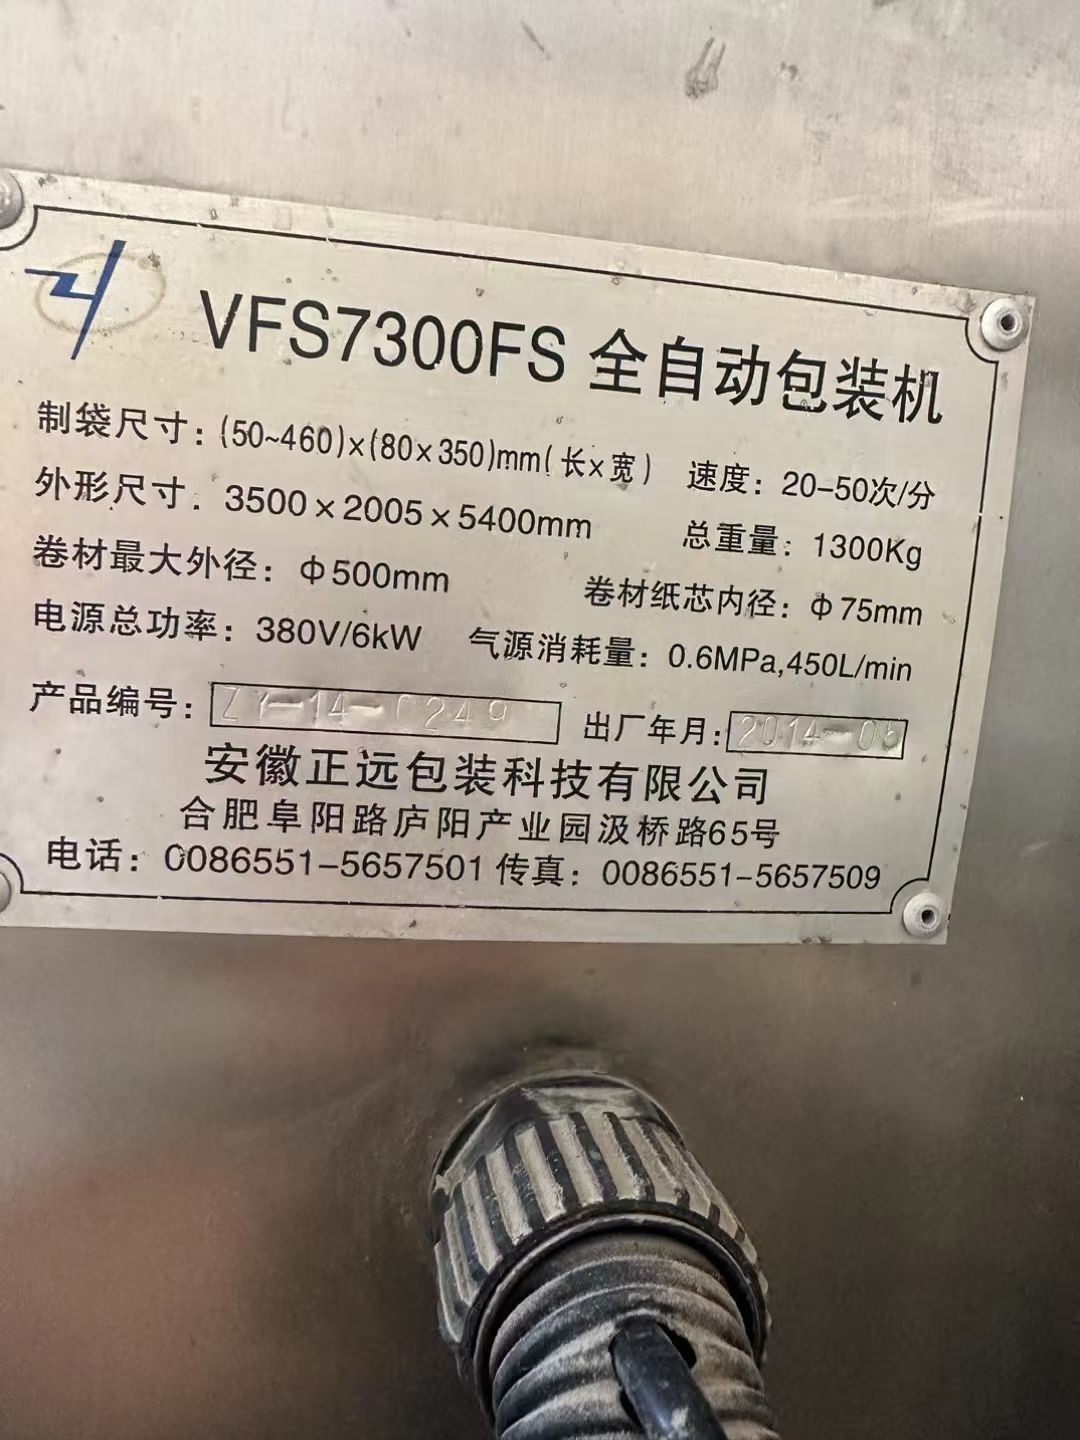 VFS7300FS 全自动包装机
制袋尺寸：(50~460)×(80×350)mm(长×宽) 速度：20-50次/分
外形尺寸：3500×2005×5400mm 总重量：1300Kg
卷材最大外径：φ500mm 卷材纸芯内径：φ75mm
电源总功率：380V/6kW 气源消耗量：0.6MPa,450L/min
产品编号：ZY-14-0249 出厂年月：2014-05
安徽正远包装科技有限公司
合肥阜阳路庐阳产业园汲桥路65号
电话：0086551-5657501 传真：0086551-5657509